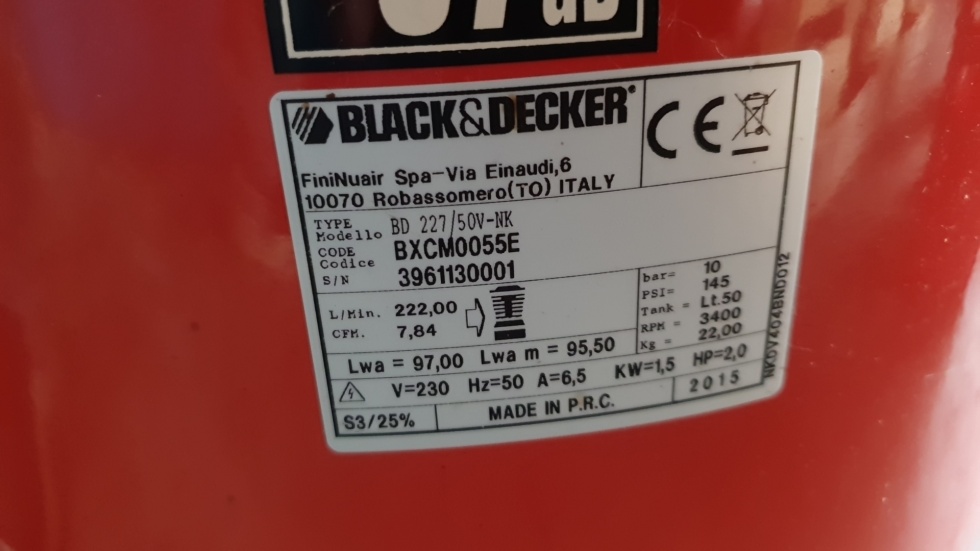 dB
BLACK&DECKER®
CE
FiniNuair Spa-Via Einaudi,6
10070 Robassomero(TO) ITALY
TYPE
Modello BD 227/50V-NK
CODE
Codice BXCM0055E
S/N 3961130001
L/Min. 222,00
CFM. 7,84
bar= 10
PSI= 145
Tank = Lt.50
RPM = 3400
Kg = 22,00
Lwa = 97,00 Lwa m = 95,50
V=230 Hz=50 A=6,5 KW=1,5 HP=2,0
S3/25% MADE IN P.R.C. 2015
NKDV404BND012